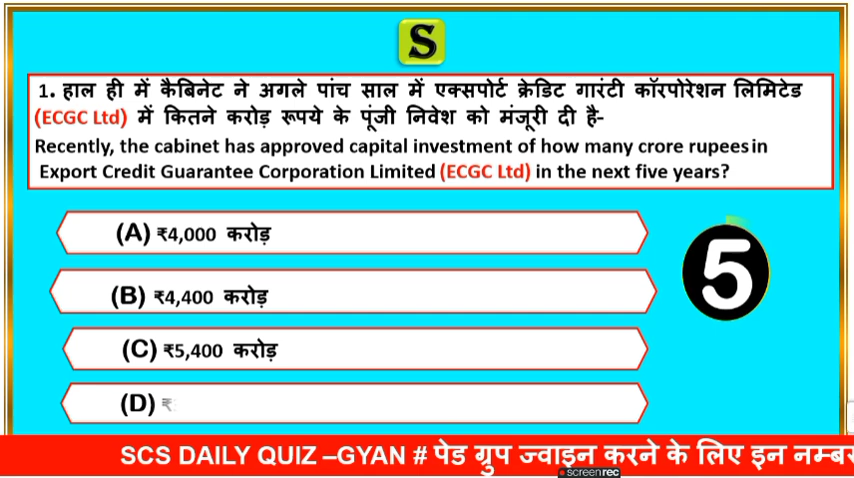 S
1. हाल ही में कैबिनेट ने अगले पांच साल में एक्सपोर्ट क्रेडिट गारंटी कॉरपोरेशन लिमिटेड
(ECGC Ltd) में कितने करोड़ रूपये के पूंजी निवेश को मंजूरी दी है-
Recently, the cabinet has approved capital investment of how many crore rupees in
Export Credit Guarantee Corporation Limited (ECGC Ltd) in the next five years?
(A) ₹4,000 करोड़
(B) ₹4,400 करोड़
5
(C) ₹5,400 करोड़
(D) ₹
SCS DAILY QUIZ –GYAN # पेड ग्रुप ज्वाइन करने के लिए इन नम्बर
screenrec